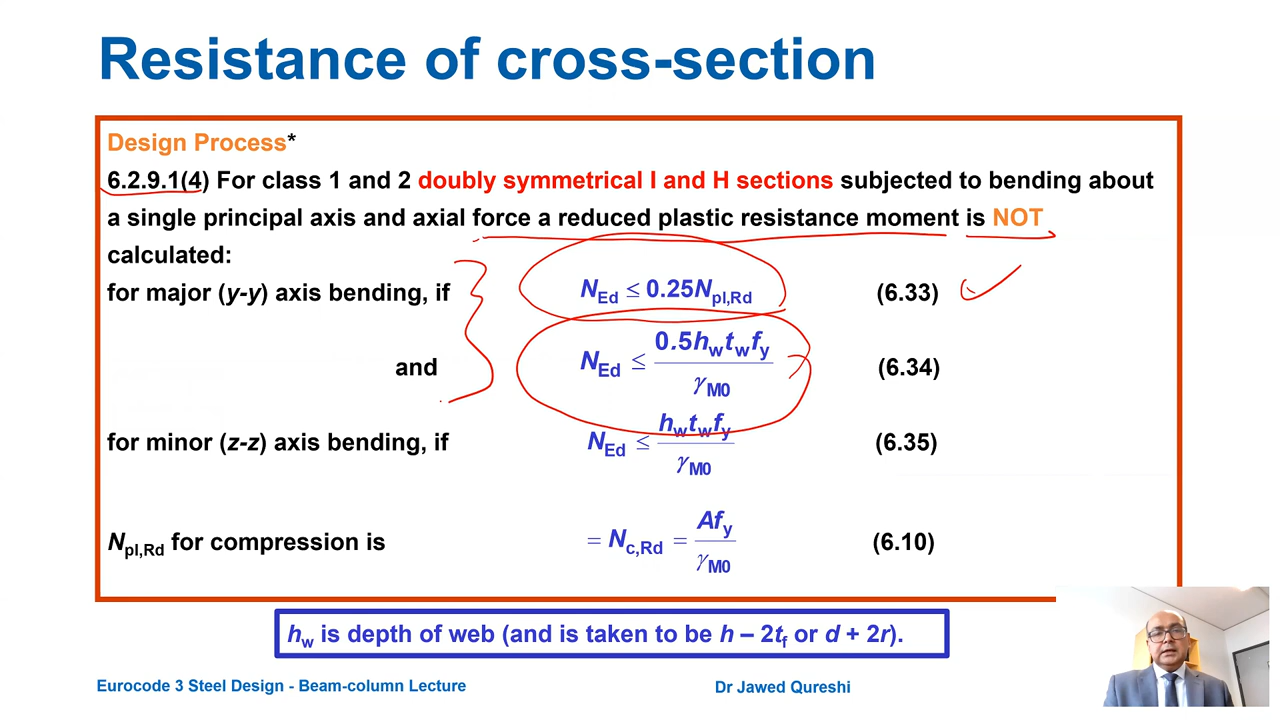 Resistance of cross-section
Design Process*
6.2.9.1(4) For class 1 and 2 doubly symmetrical I and H sections subjected to bending about
a single principal axis and axial force a reduced plastic resistance moment is NOT
calculated:
for major (y-y) axis bending, if N_Ed ≤ 0.25N_pl,Rd (6.33)
and N_Ed ≤ 0.5h_w t_w f_y / γ_M0 (6.34)
for minor (z-z) axis bending, if N_Ed ≤ h_w t_w f_y / γ_M0 (6.35)
N_pl,Rd for compression is = N_c,Rd = Af_y / γ_M0 (6.10)
h_w is depth of web (and is taken to be h – 2t_f or d + 2r).
Eurocode 3 Steel Design - Beam-column Lecture Dr Jawed Qureshi